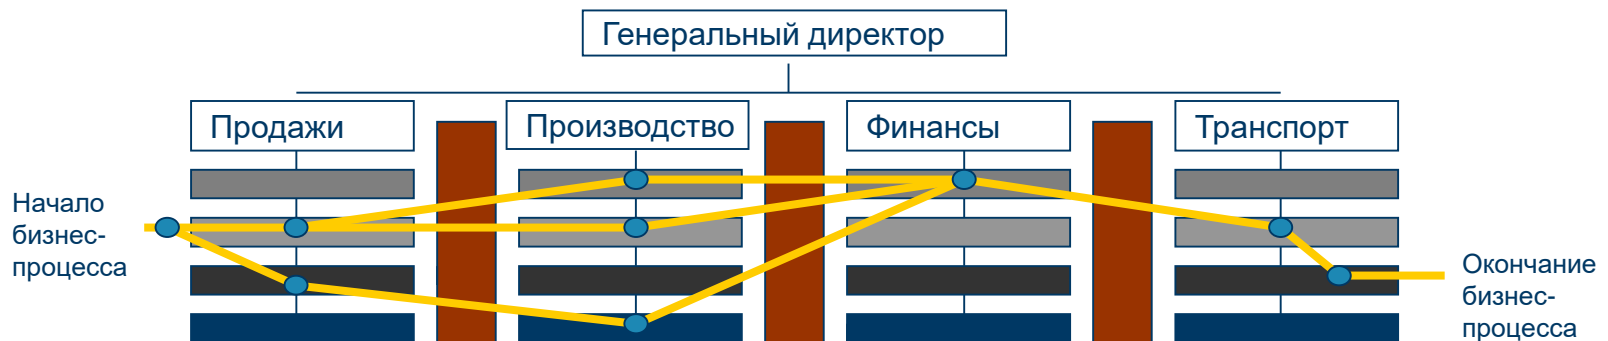 Генеральный директор
Продажи
Производство
Финансы
Транспорт
Начало
бизнес-
процесса
Окончание
бизнес-
процесса